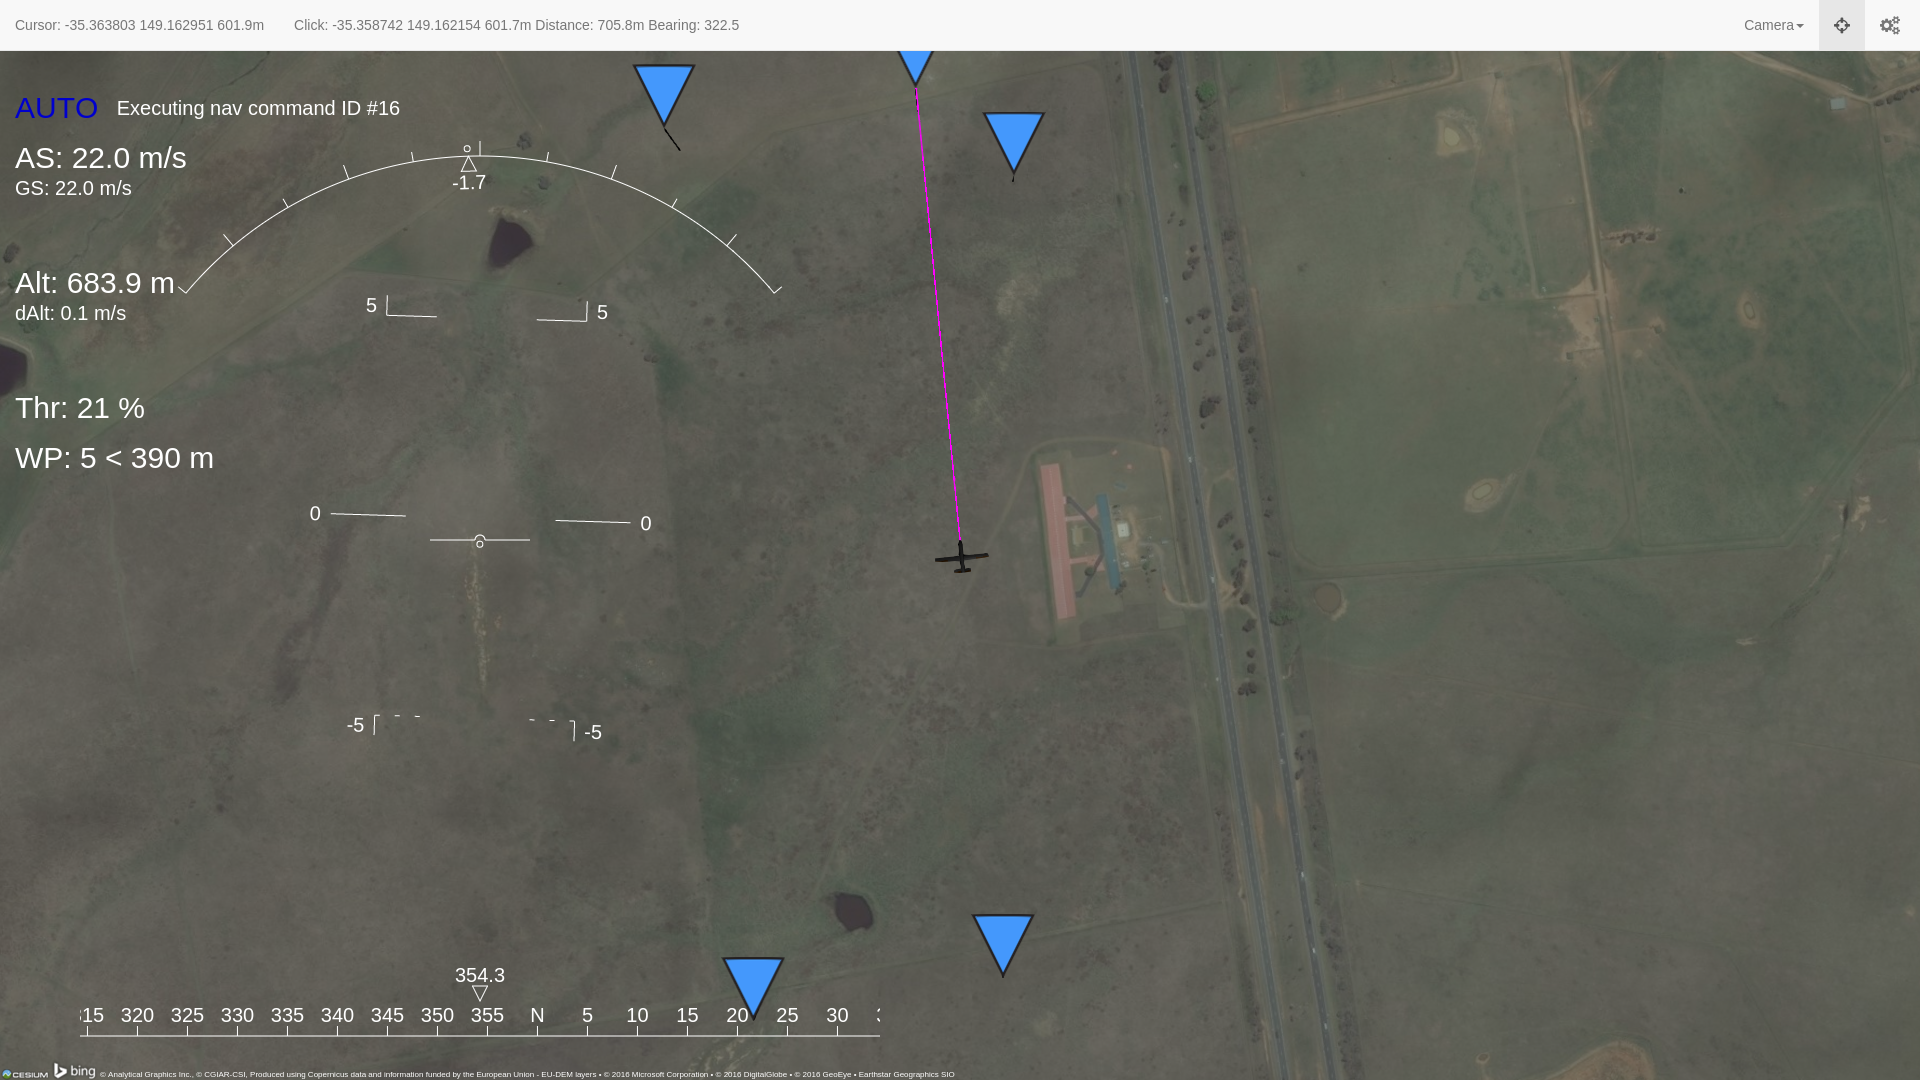 Cursor: -35.363803 149.162951 601.9m Click: -35.358742 149.162154 601.7m Distance: 705.8m Bearing: 322.5 Camera
AUTO Executing nav command ID #16
AS: 22.0 m/s
GS: 22.0 m/s
-1.7
Alt: 683.9 m
dAlt: 0.1 m/s
5 5
Thr: 21 %
WP: 5 < 390 m
0 0
-5 -5
354.3
315 320 325 330 335 340 345 350 355 N 5 10 15 20 25 30
CESIUM bing © Analytical Graphics Inc., © CGIAR-CSI, Produced using Copernicus data and information funded by the European Union - EU-DEM layers • © 2016 Microsoft Corporation • © 2016 DigitalGlobe • © 2016 GeoEye • Earthstar Geographics SIO